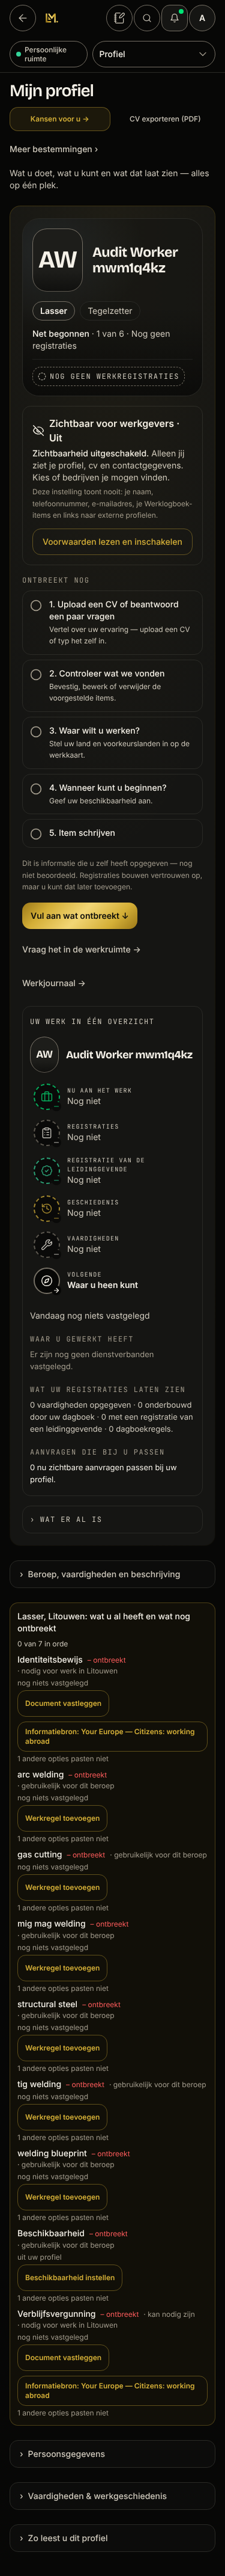 A
Persoonlijke
ruimte
Profiel
Mijn profiel
Kansen voor u →
CV exporteren (PDF)
Meer bestemmingen ›
Wat u doet, wat u kunt en wat dat laat zien — alles
op één plek.
AW
Audit Worker
mwm1q4kz
Lasser
Tegelzetter
Net begonnen · 1 van 6 · Nog geen
registraties
NOG GEEN WERKREGISTRATIES
Zichtbaar voor werkgevers ·
Uit
Zichtbaarheid uitgeschakeld. Alleen jij
ziet je profiel, cv en contactgegevens.
Kies of bedrijven je mogen vinden.
Deze instelling toont nooit: je naam,
telefoonnummer, e-mailadres, je Werklogboek-
items en links naar externe profielen.
Voorwaarden lezen en inschakelen
ONTBREEKT NOG
1. Upload een CV of beantwoord
een paar vragen
Vertel over uw ervaring — upload een CV
of typ het zelf in.
2. Controleer wat we vonden
Bevestig, bewerk of verwijder de
voorgestelde items.
3. Waar wilt u werken?
Stel uw land en voorkeurslanden in op de
werkkaart.
4. Wanneer kunt u beginnen?
Geef uw beschikbaarheid aan.
5. Item schrijven
Dit is informatie die u zelf heeft opgegeven — nog
niet beoordeeld. Registraties bouwen vertrouwen op,
maar u kunt dat later toevoegen.
Vul aan wat ontbreekt ↓
Vraag het in de werkruimte →
Werkjournaal →
UW WERK IN ÉÉN OVERZICHT
AW
Audit Worker mwm1q4kz
NU AAN HET WERK
Nog niet
REGISTRATIES
Nog niet
REGISTRATIE VAN DE
LEIDINGGEVENDE
Nog niet
GESCHIEDENIS
Nog niet
VAARDIGHEDEN
Nog niet
VOLGENDE
Waar u heen kunt
Vandaag nog niets vastgelegd
WAAR U GEWERKT HEEFT
Er zijn nog geen dienstverbanden
vastgelegd.
WAT UW REGISTRATIES LATEN ZIEN
0 vaardigheden opgegeven · 0 onderbouwd
door uw dagboek · 0 met een registratie van
een leidinggevende · 0 dagboekregels.
AANVRAGEN DIE BIJ U PASSEN
0 nu zichtbare aanvragen passen bij uw
profiel.
› WAT ER AL IS
› Beroep, vaardigheden en beschrijving
Lasser, Litouwen: wat u al heeft en wat nog
ontbreekt
0 van 7 in orde
Identiteitsbewijs – ontbreekt
· nodig voor werk in Litouwen
nog niets vastgelegd
Document vastleggen
Informatiebron: Your Europe — Citizens: working
abroad
1 andere opties pasten niet
arc welding – ontbreekt
· gebruikelijk voor dit beroep
nog niets vastgelegd
Werkregel toevoegen
1 andere opties pasten niet
gas cutting – ontbreekt · gebruikelijk voor dit beroep
nog niets vastgelegd
Werkregel toevoegen
1 andere opties pasten niet
mig mag welding – ontbreekt
· gebruikelijk voor dit beroep
nog niets vastgelegd
Werkregel toevoegen
1 andere opties pasten niet
structural steel – ontbreekt
· gebruikelijk voor dit beroep
nog niets vastgelegd
Werkregel toevoegen
1 andere opties pasten niet
tig welding – ontbreekt · gebruikelijk voor dit beroep
nog niets vastgelegd
Werkregel toevoegen
1 andere opties pasten niet
welding blueprint – ontbreekt
· gebruikelijk voor dit beroep
nog niets vastgelegd
Werkregel toevoegen
1 andere opties pasten niet
Beschikbaarheid – ontbreekt
· gebruikelijk voor dit beroep
uit uw profiel
Beschikbaarheid instellen
1 andere opties pasten niet
Verblijfsvergunning – ontbreekt · kan nodig zijn
· nodig voor werk in Litouwen
nog niets vastgelegd
Document vastleggen
Informatiebron: Your Europe — Citizens: working
abroad
1 andere opties pasten niet
› Persoonsgegevens
› Vaardigheden & werkgeschiedenis
› Zo leest u dit profiel